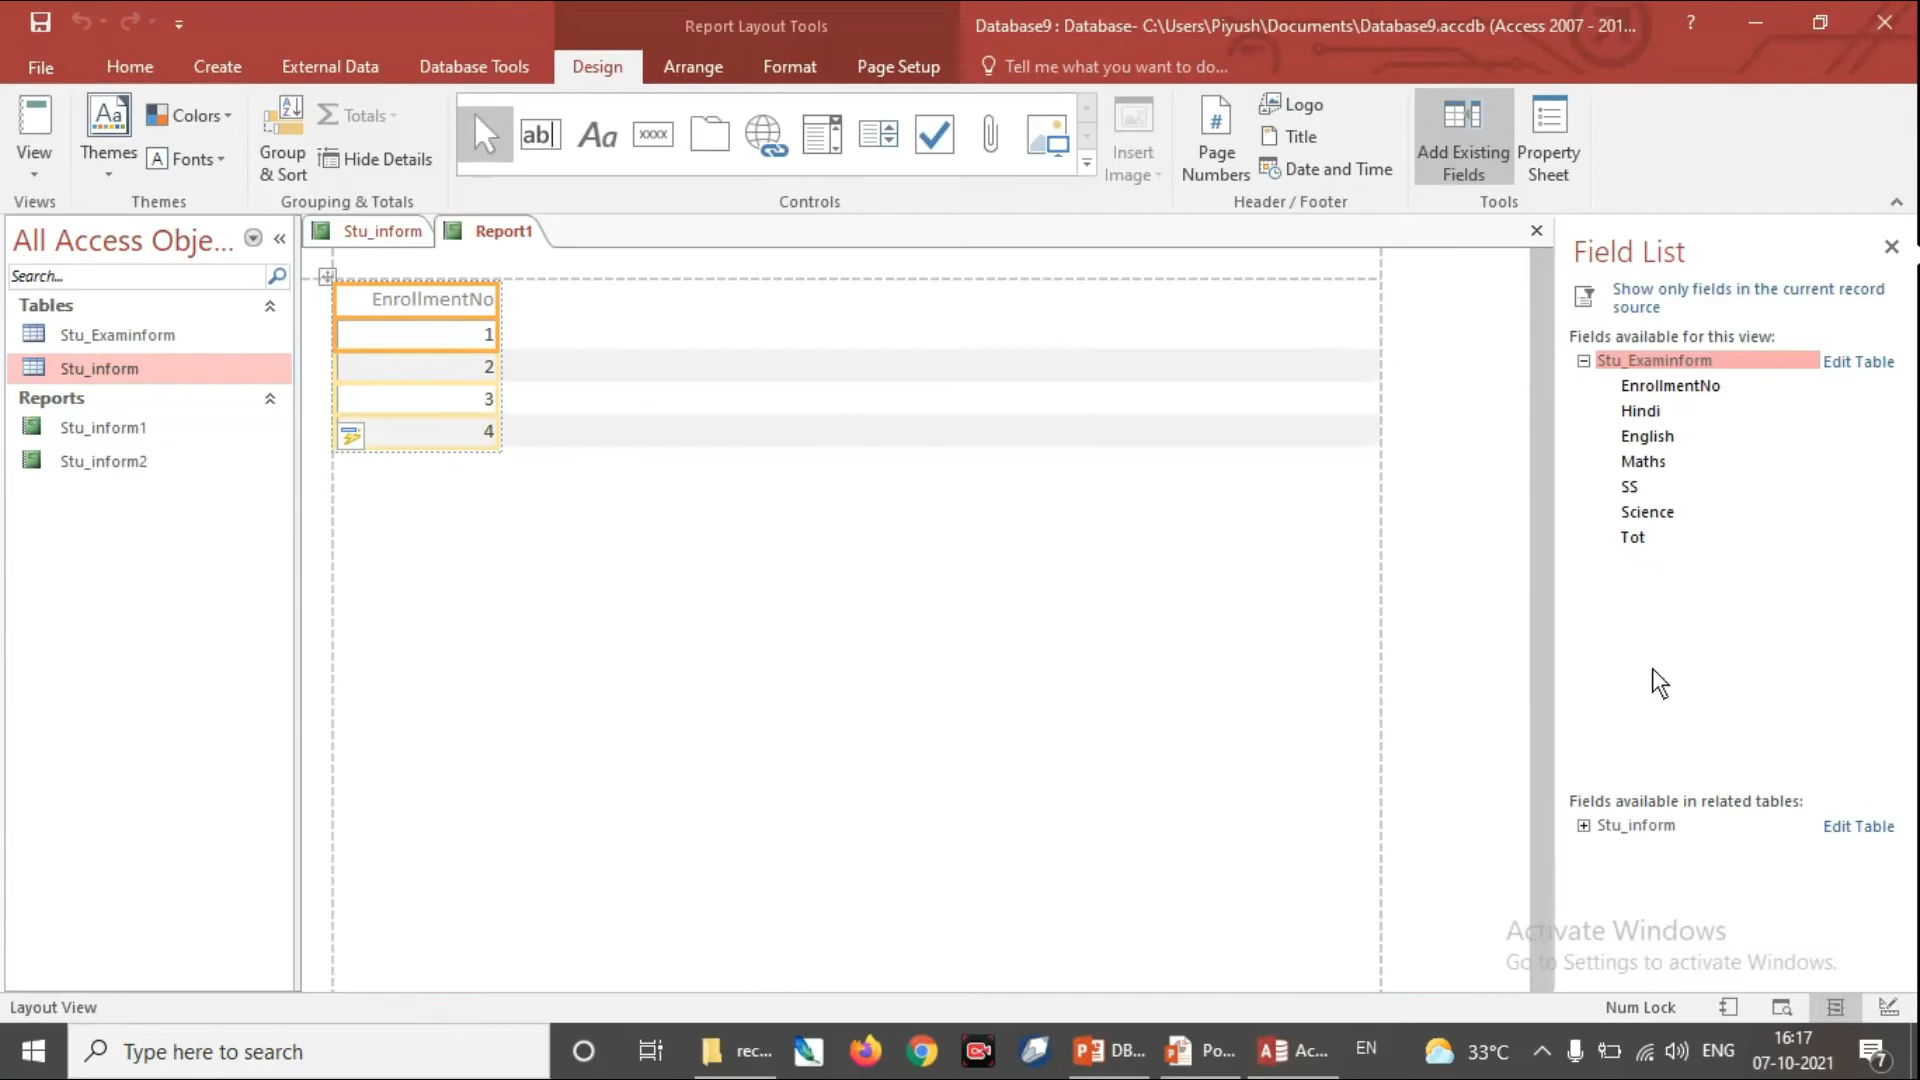 Report Layout Tools
Database9 : Database- C:\Users\Piyush\Documents\Database9.accdb (Access 2007 - 201...
?
File
Home
Create
External Data
Database Tools
Design
Arrange
Format
Page Setup
Tell me what you want to do...
View
Aa
Themes
Colors
A Fonts
Group & Sort
Totals
Hide Details
ab|
Aa
xxxx
Insert Image
#
Page Numbers
Logo
Title
Date and Time
Add Existing Fields
Property Sheet
Views
Themes
Grouping & Totals
Controls
Header / Footer
Tools
All Access Obje...
Search...
Tables
Stu_Examinform
Stu_inform
Reports
Stu_inform1
Stu_inform2
Stu_inform
Report1
EnrollmentNo
1
2
3
4
Field List
Show only fields in the current record
source
Fields available for this view:
Stu_Examinform
Edit Table
EnrollmentNo
Hindi
English
Maths
SS
Science
Tot
Fields available in related tables:
Stu_inform
Edit Table
Activate Windows
Go to Settings to activate Windows.
Layout View
Num Lock
Type here to search
rec...
DB...
Po...
Ac...
EN
33°C
ENG
16:17
07-10-2021
7